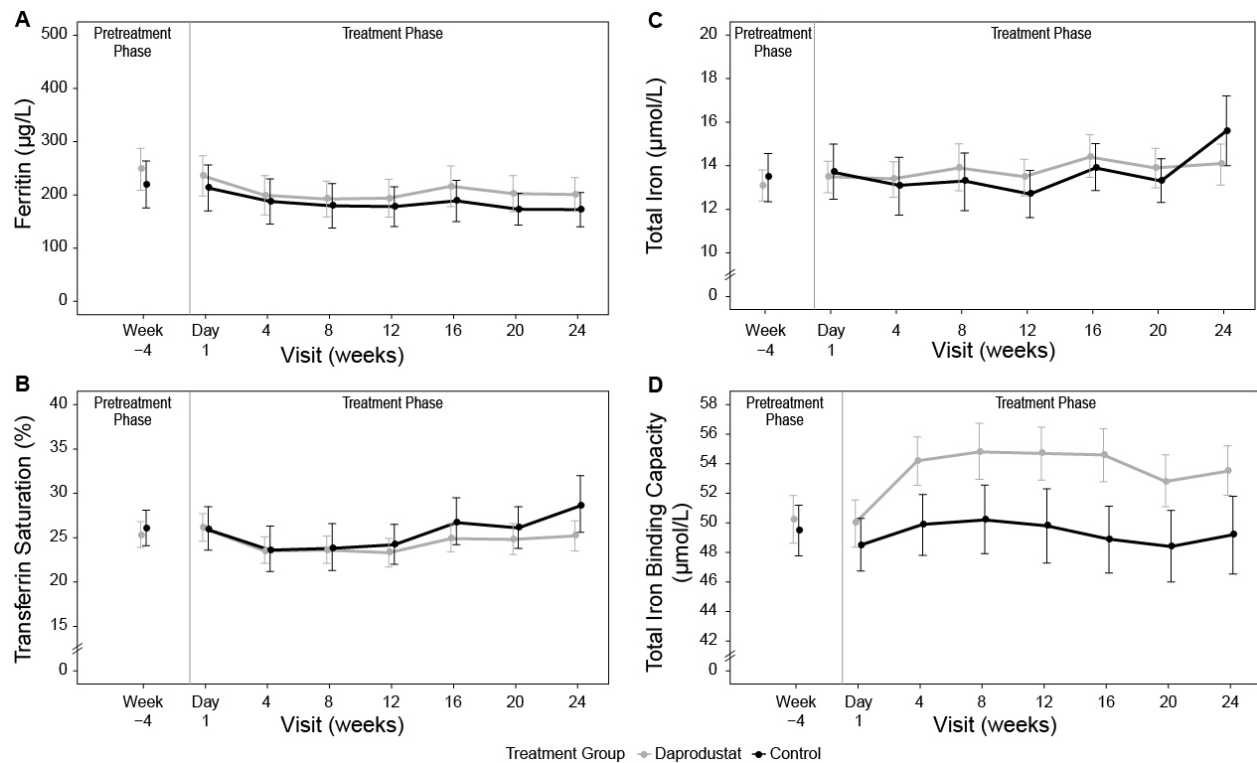 A
Pretreatment Phase
Treatment Phase
Ferritin (µg/L)
500
400
300
200
100
0
Week −4
Day 1
4
8
12
16
20
24
Visit (weeks)
B
Pretreatment Phase
Treatment Phase
Transferrin Saturation (%)
40
35
30
25
20
15
0
Week −4
Day 1
4
8
12
16
20
24
Visit (weeks)
C
Pretreatment Phase
Treatment Phase
Total Iron (µmol/L)
20
18
16
14
12
10
0
Week −4
Day 1
4
8
12
16
20
24
Visit (weeks)
D
Pretreatment Phase
Treatment Phase
Total Iron Binding Capacity (µmol/L)
58
56
54
52
50
48
46
44
42
0
Week −4
Day 1
4
8
12
16
20
24
Visit (weeks)
Treatment Group Daprodustat Control